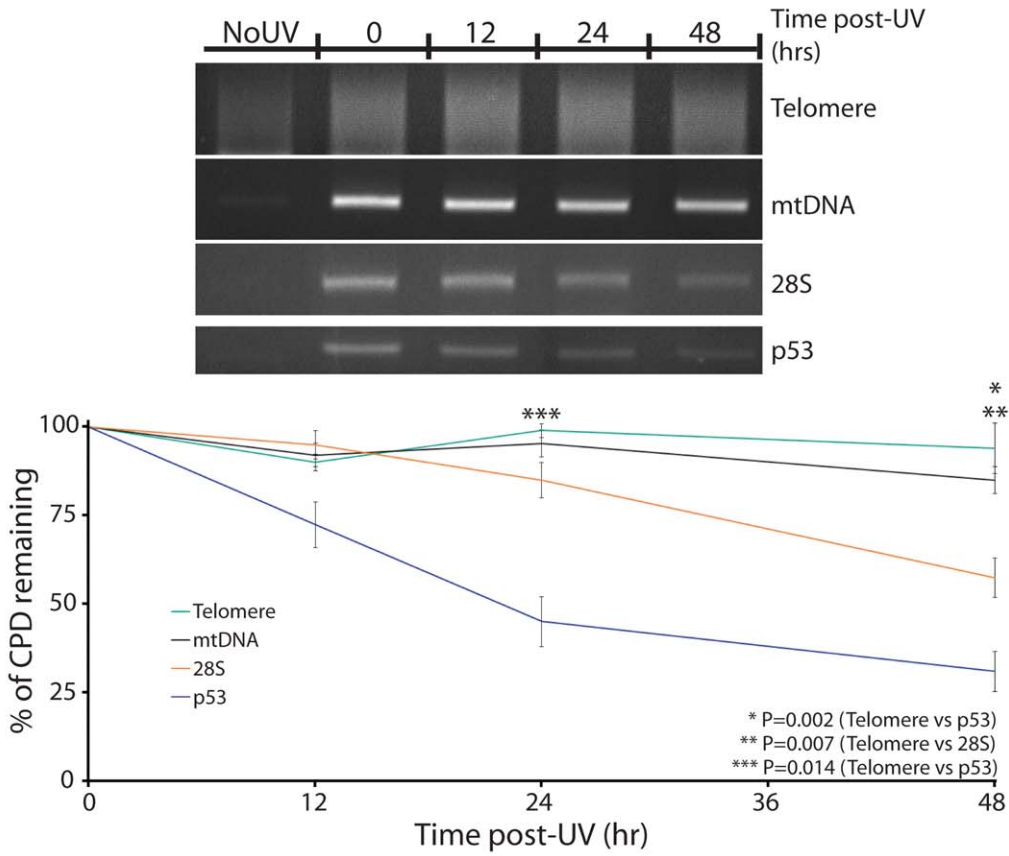 NoUV 0 12 24 48 Time post-UV
(hrs)
Telomere
mtDNA
28S
p53
***
*
**
100
75
50
25
0
% of CPD remaining
Telomere
mtDNA
28S
p53
* P=0.002 (Telomere vs p53)
** P=0.007 (Telomere vs 28S)
*** P=0.014 (Telomere vs p53)
0 12 24 36 48
Time post-UV (hr)